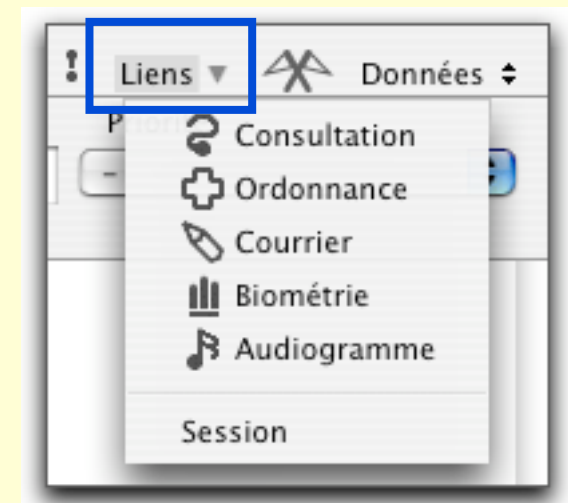 Liens ▼ Données
Consultation
Ordonnance
Courrier
Biométrie
Audiogramme
Session